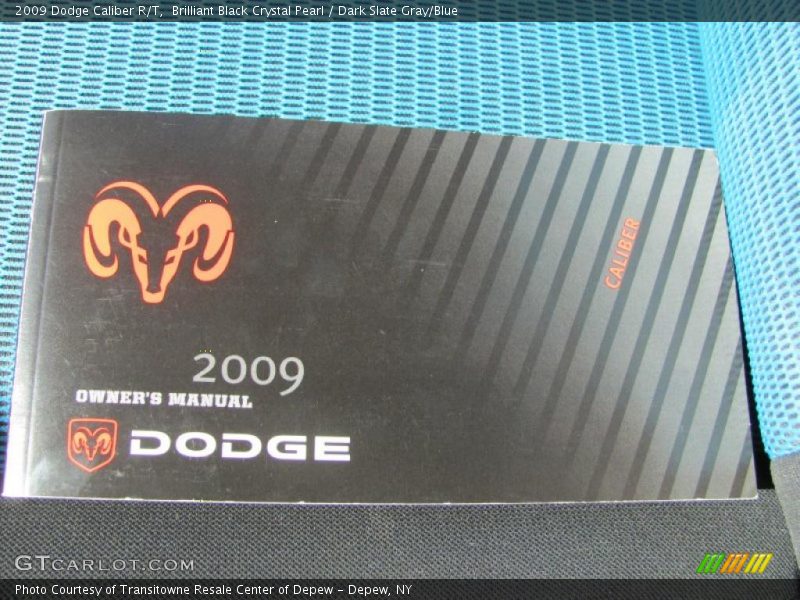 2009 Dodge Caliber R/T,  Brilliant Black Crystal Pearl / Dark Slate Gray/Blue
CALIBER
2009
OWNER'S MANUAL
DODGE
GTCARLOT.COM
Photo Courtesy of Transitowne Resale Center of Depew – Depew, NY